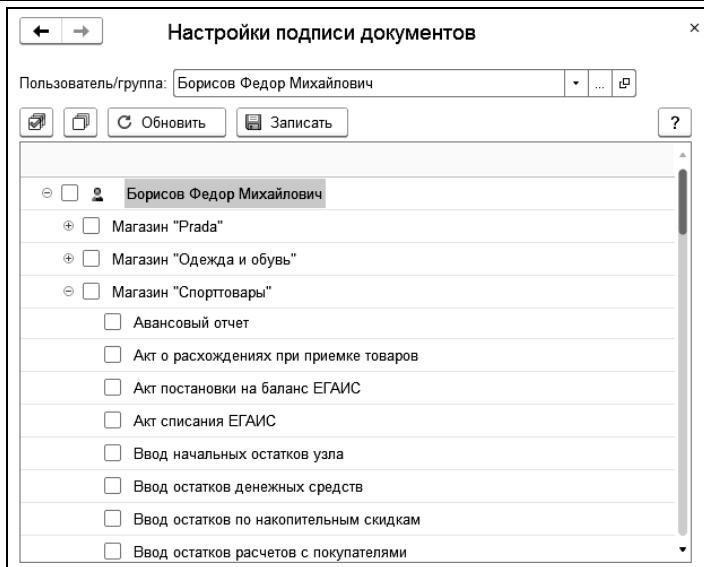 Настройки подписи документов
Пользователь/группа: Борисов Федор Михайлович
Обновить Записать ?
Борисов Федор Михайлович
Магазин "Prada"
Магазин "Одежда и обувь"
Магазин "Спорттовары"
Авансовый отчет
Акт о расхождениях при приемке товаров
Акт постановки на баланс ЕГАИС
Акт списания ЕГАИС
Ввод начальных остатков узла
Ввод остатков денежных средств
Ввод остатков по накопительным скидкам
Ввод остатков расчетов с покупателями